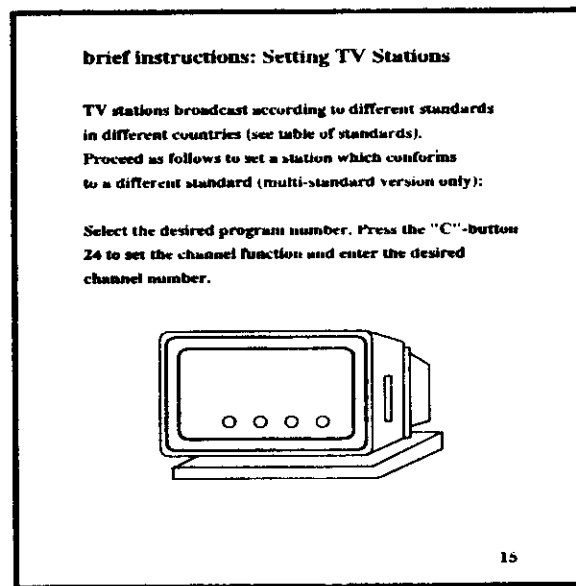 brief instructions: Setting TV Stations
TV stations broadcast according to different standards
in different countries (see table of standards).
Proceed as follows to set a station which conforms
to a different standard (multi-standard version only):
Select the desired program number. Press the "C"-button
24 to set the channel function and enter the desired
channel number.
15